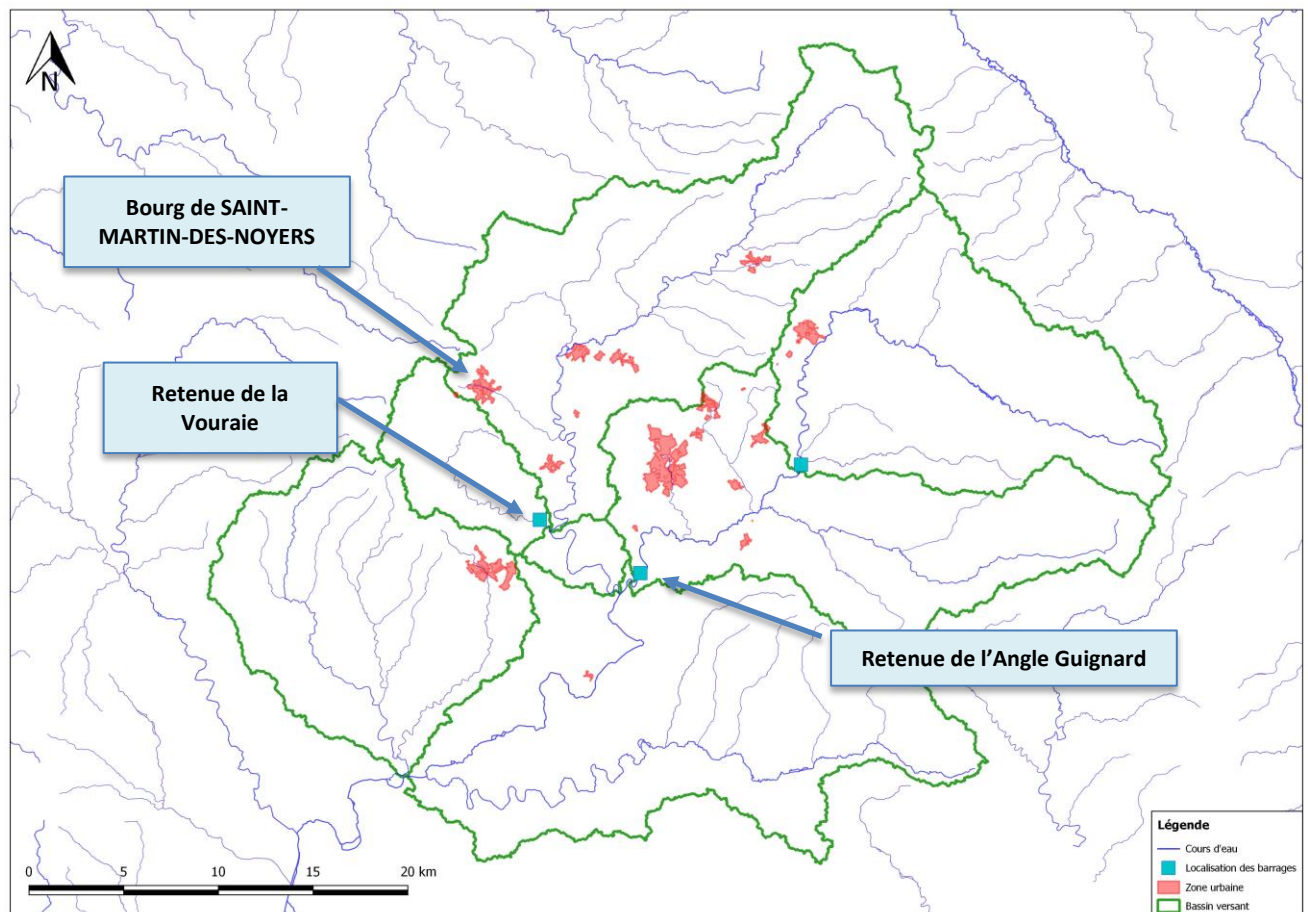 N
Bourg de SAINT-
MARTIN-DES-NOYERS
Retenue de la
Vouraie
Retenue de l’Angle Guignard
0 5 10 15 20 km
Légende
Cours d'eau
Localisation des barrages
Zone urbaine
Bassin versant